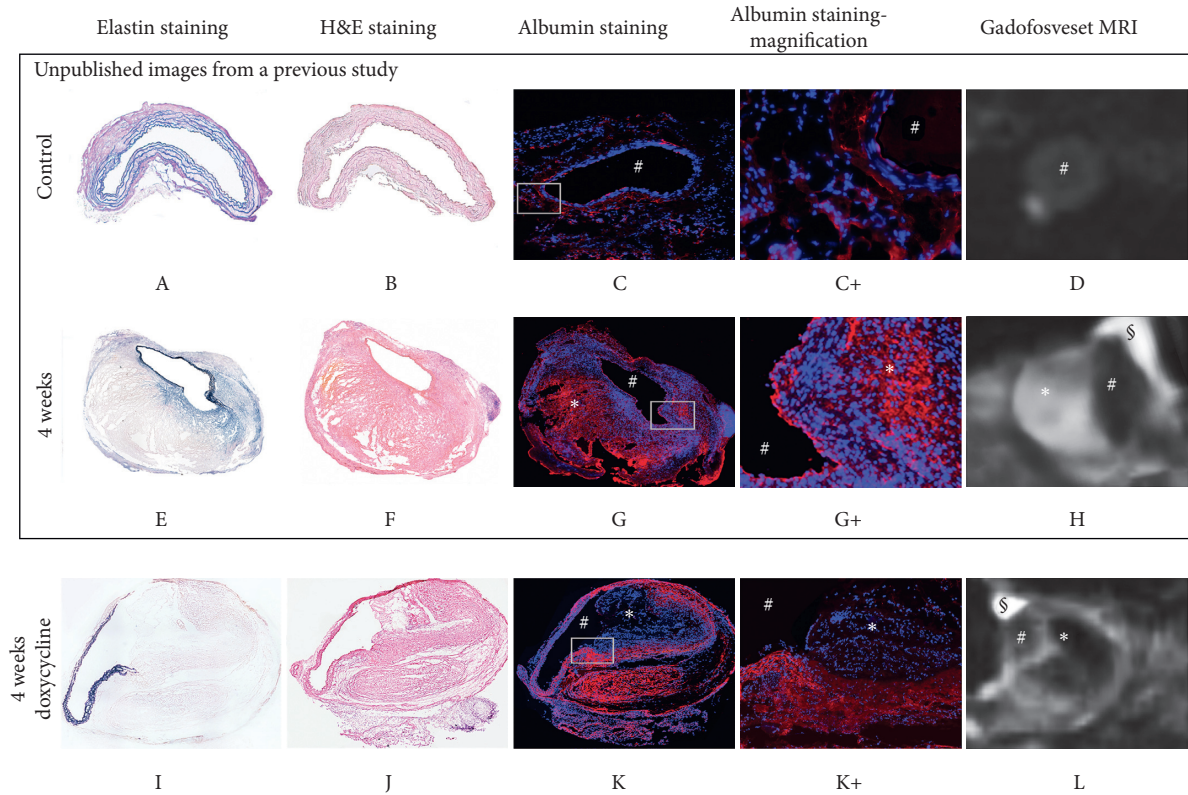 Elastin staining
H&E staining
Albumin staining
Albumin staining-
magnification
Gadofosveset MRI
Unpublished images from a previous study
Control
#
#
#
A
B
C
C+
D
4 weeks
*
#
*
#
*
#
§
E
F
G
G+
H
4 weeks
doxycycline
#
*
#
*
§
#
*
I
J
K
K+
L